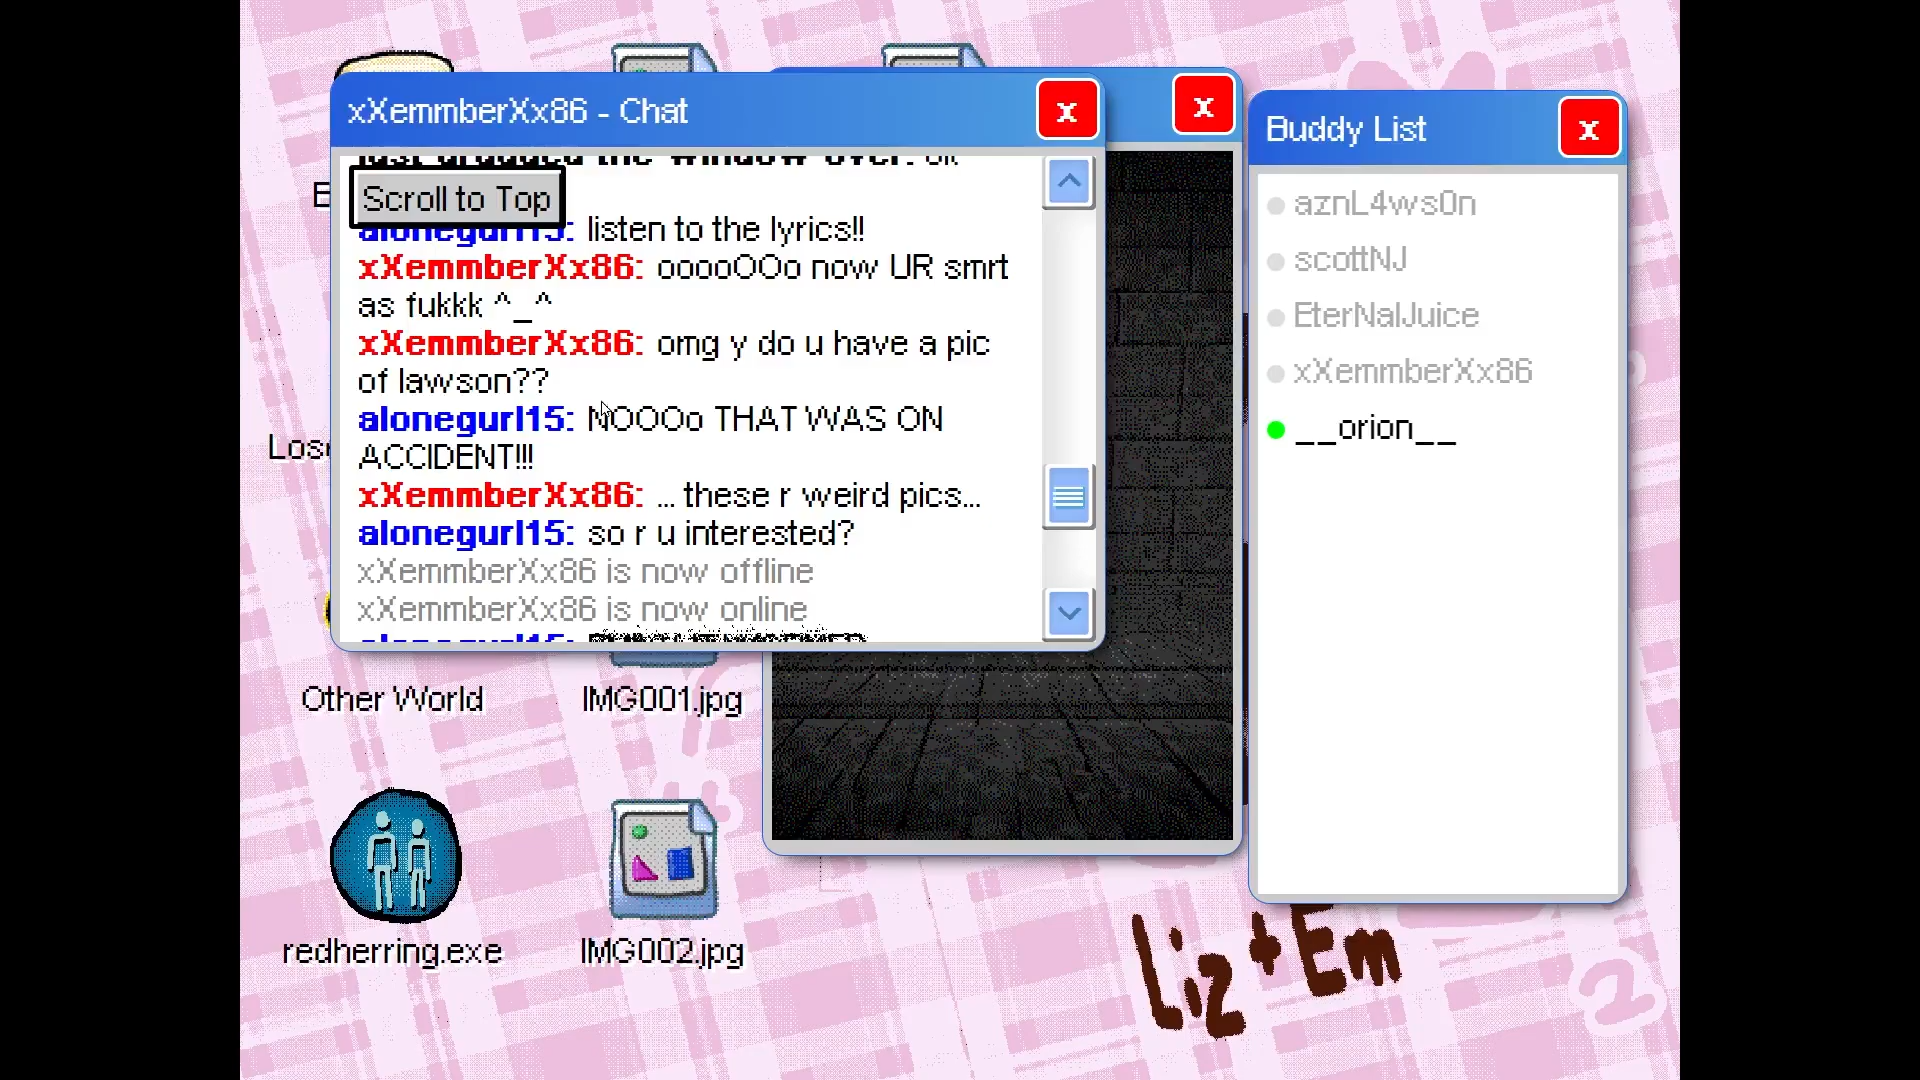 xXemmberXx86 - Chat
x
x
Buddy List
x
Scroll to Top
alonegurl15: listen to the lyrics!!
xXemmberXx86: ooooOOo now UR smrt
as fukkk ^_^
xXemmberXx86: omg y do u have a pic
of lawson??
alonegurl15: NOOOo THAT WAS ON
ACCIDENT!!!
xXemmberXx86: ... these r weird pics...
alonegurl15: so r u interested?
xXemmberXx86 is now offline
xXemmberXx86 is now online
alonegurl15:
aznL4ws0n
scottNJ
EterNalJuice
xXemmberXx86
__orion__
Other World
IMG001.jpg
redherring.exe
IMG002.jpg
Liz + Em